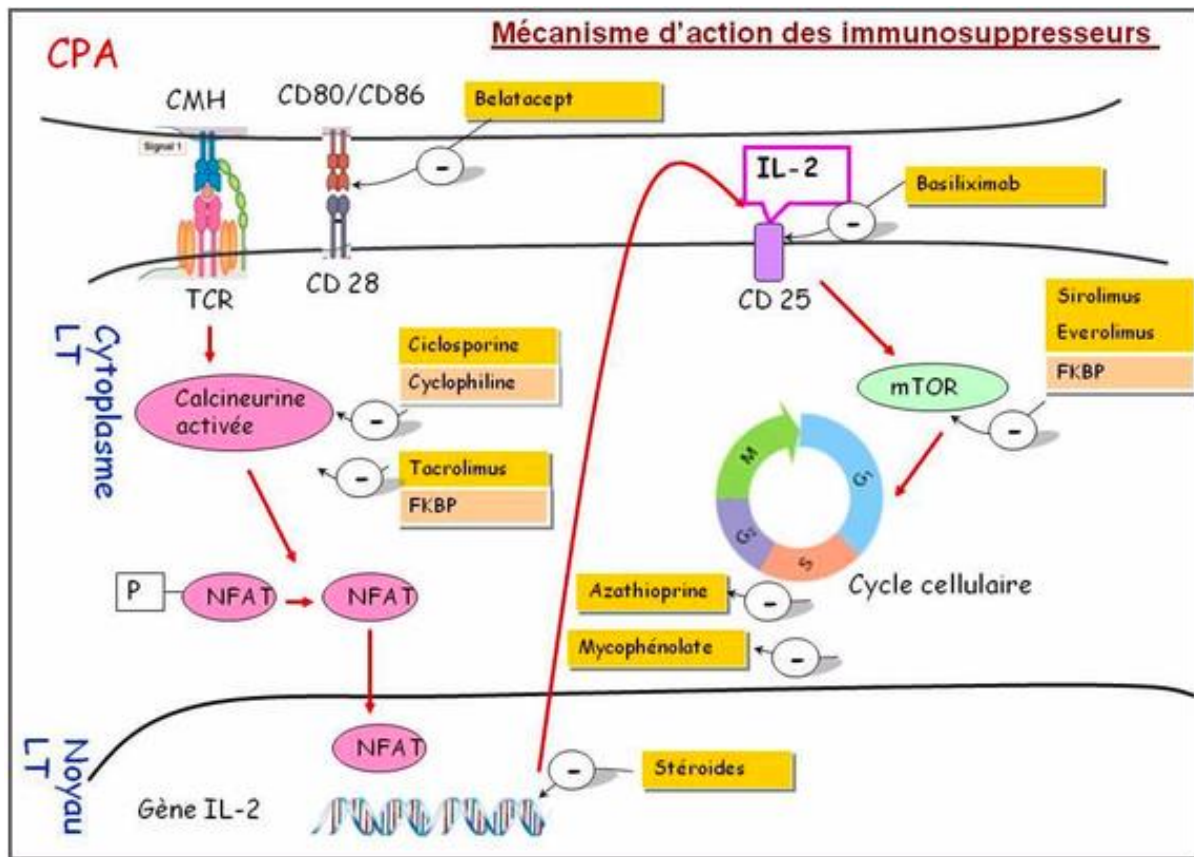 Mécanisme d'action des immunosuppresseurs
CPA
CMH
CD80/CD86
Belatacept
Signal 1
-
IL-2
Basiliximab
-
TCR
CD 28
CD 25
Cytoplasme
LT
Ciclosporine
Cyclophiline
-
Calcineurine
activée
Tacrolimus
FKBP
-
Sirolimus
Everolimus
FKBP
mTOR
-
M
G1
G2
S
Cycle cellulaire
P
NFAT
NFAT
Azathioprine
-
Mycophénolate
-
Noyau
LT
NFAT
-
Stéroides
Gène IL-2